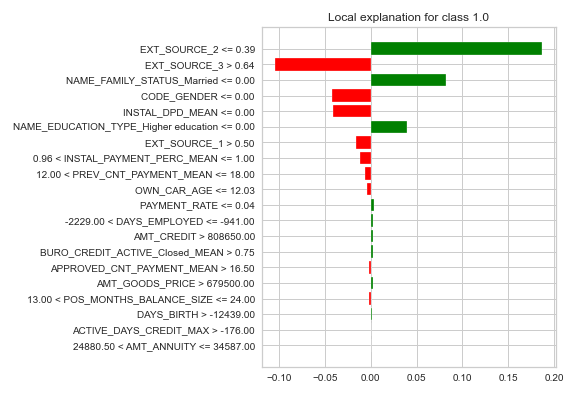 Local explanation for class 1.0
EXT_SOURCE_2 <= 0.39
EXT_SOURCE_3 > 0.64
NAME_FAMILY_STATUS_Married <= 0.00
CODE_GENDER <= 0.00
INSTAL_DPD_MEAN <= 0.00
NAME_EDUCATION_TYPE_Higher education <= 0.00
EXT_SOURCE_1 > 0.50
0.96 < INSTAL_PAYMENT_PERC_MEAN <= 1.00
12.00 < PREV_CNT_PAYMENT_MEAN <= 18.00
OWN_CAR_AGE <= 12.03
PAYMENT_RATE <= 0.04
-2229.00 < DAYS_EMPLOYED <= -941.00
AMT_CREDIT > 808650.00
BURO_CREDIT_ACTIVE_Closed_MEAN > 0.75
APPROVED_CNT_PAYMENT_MEAN > 16.50
AMT_GOODS_PRICE > 679500.00
13.00 < POS_MONTHS_BALANCE_SIZE <= 24.00
DAYS_BIRTH > -12439.00
ACTIVE_DAYS_CREDIT_MAX > -176.00
24880.50 < AMT_ANNUITY <= 34587.00
−0.10 −0.05 0.00 0.05 0.10 0.15 0.20